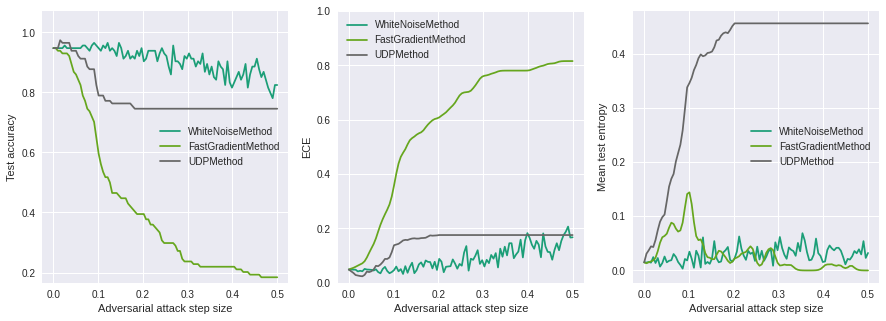 1.0
0.8
0.6
0.4
0.2
Test accuracy
WhiteNoiseMethod
FastGradientMethod
UDPMethod
0.0 0.1 0.2 0.3 0.4 0.5
Adversarial attack step size
1.0
0.8
0.6
0.4
0.2
0.0
ECE
WhiteNoiseMethod
FastGradientMethod
UDPMethod
0.0 0.1 0.2 0.3 0.4 0.5
Adversarial attack step size
0.4
0.3
0.2
0.1
0.0
Mean test entropy
WhiteNoiseMethod
FastGradientMethod
UDPMethod
0.0 0.1 0.2 0.3 0.4 0.5
Adversarial attack step size